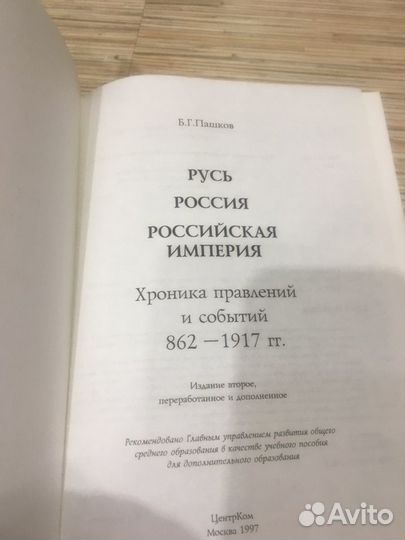 Б.Г.Пашков
РУСЬ
РОССИЯ
РОССИЙСКАЯ
ИМПЕРИЯ
Хроника правлений
и событий
862 — 1917 гг.
Издание второе,
переработанное и дополненное
Рекомендовано Главным управлением развития общего
среднего образования в качестве учебного пособия
для дополнительного образования
ЦентрКом
Москва 1997
Avito